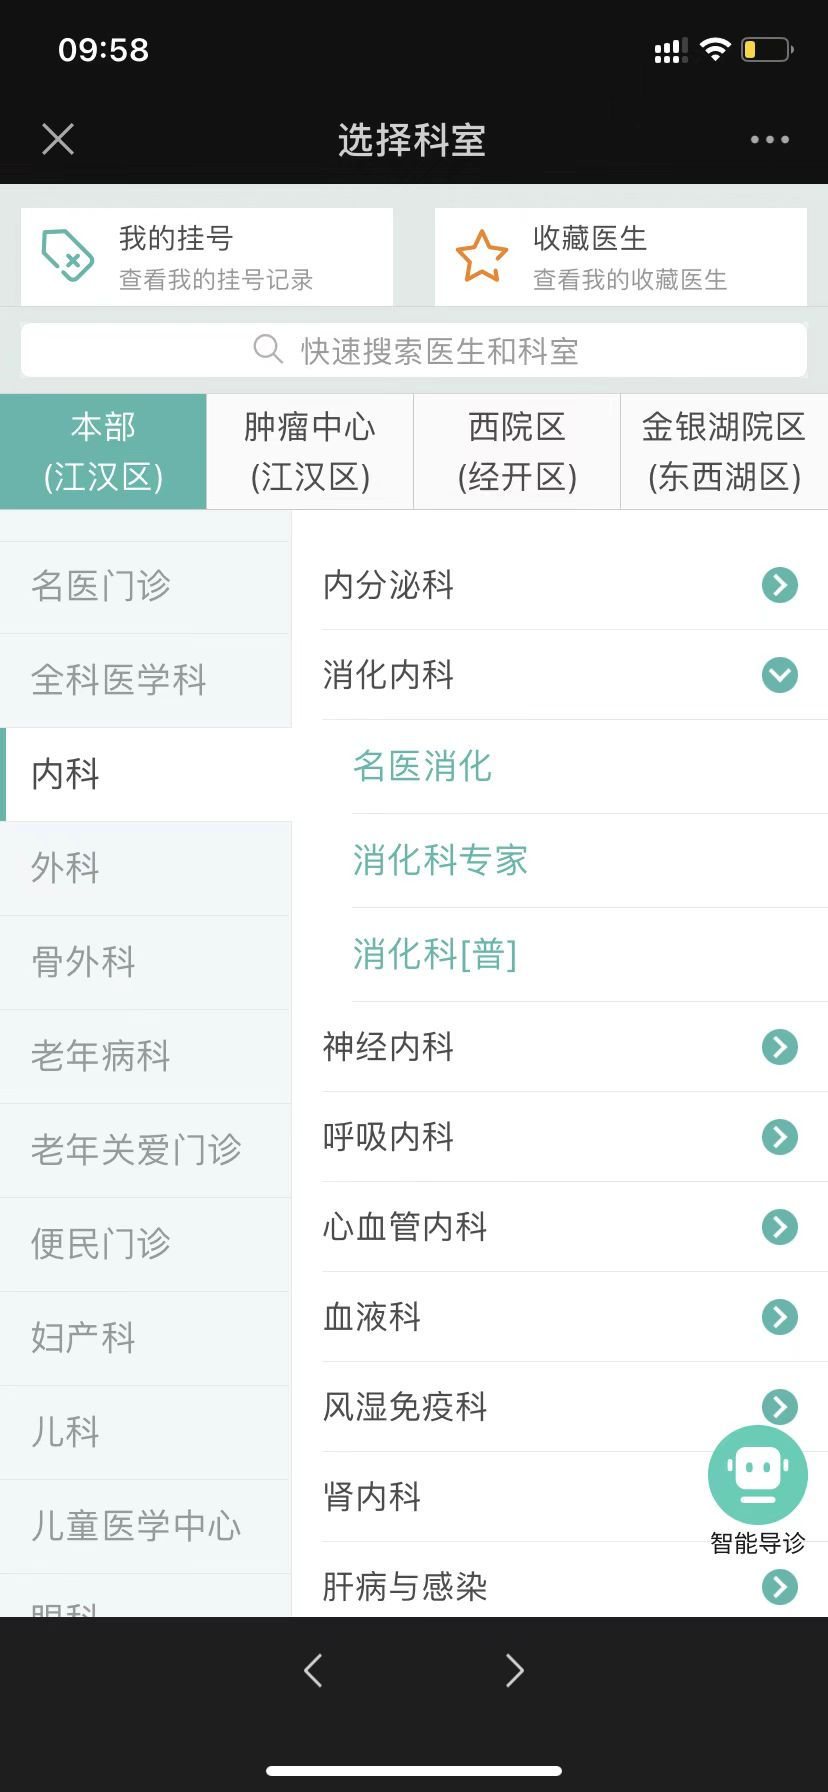 09:58
选择科室
我的挂号
查看我的挂号记录
收藏医生
查看我的收藏医生
快速搜索医生和科室
本部
(江汉区)
肿瘤中心
(江汉区)
西院区
(经开区)
金银湖院区
(东西湖区)
名医门诊
全科医学科
内科
外科
骨外科
老年病科
老年关爱门诊
便民门诊
妇产科
儿科
儿童医学中心
眼科
内分泌科
消化内科
名医消化
消化科专家
消化科[普]
神经内科
呼吸内科
心血管内科
血液科
风湿免疫科
肾内科
肝病与感染
智能导诊